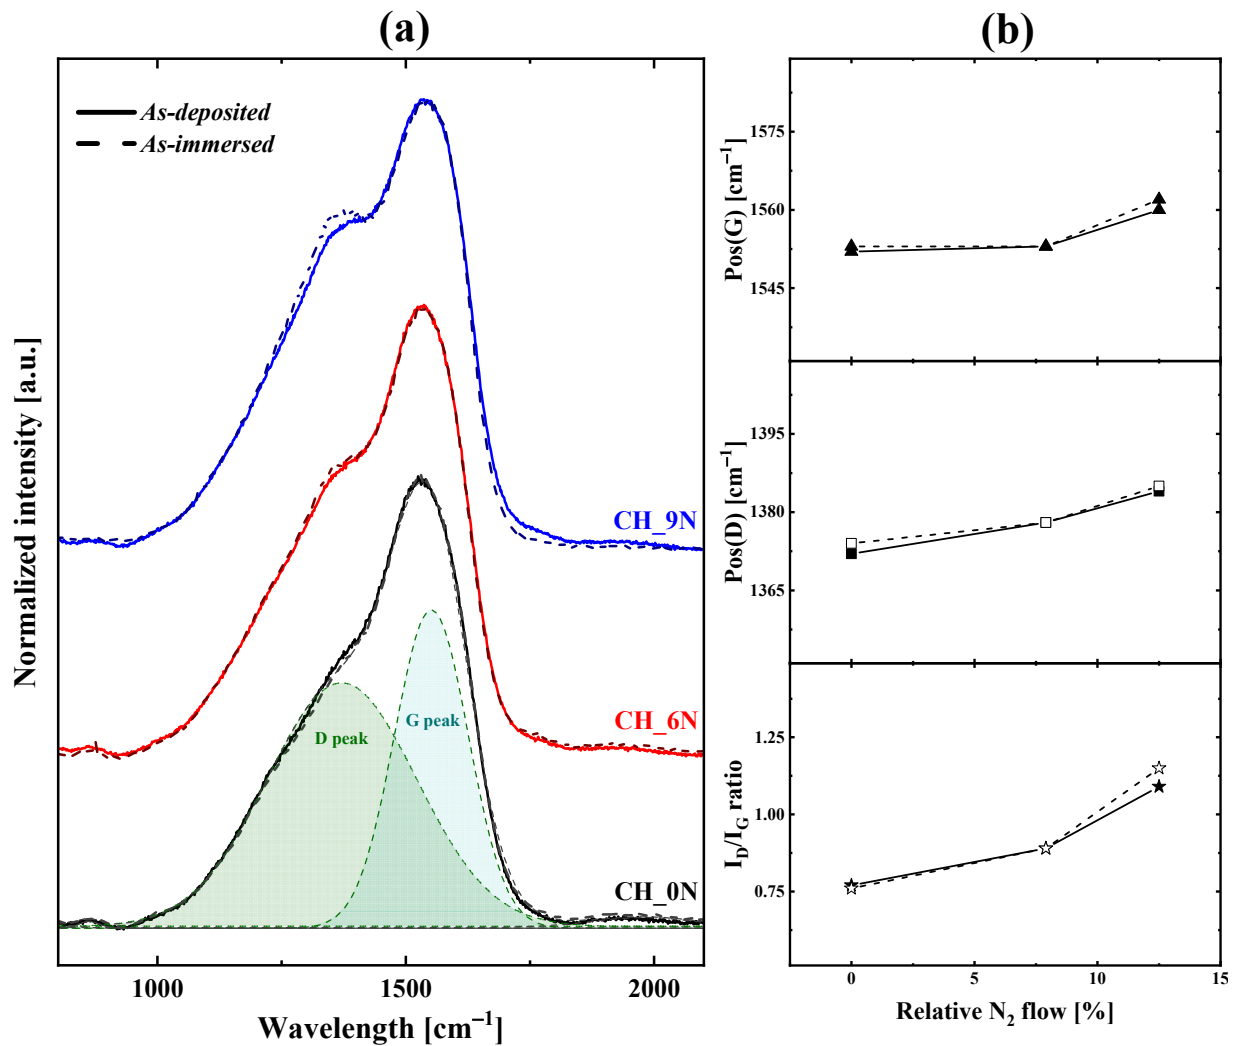 (a)
As-deposited
As-immersed
CH_9N
CH_6N
D peak
G peak
CH_0N
1000
1500
2000
Wavelength [cm⁻¹]
Normalized intensity [a.u.]
(b)
1575
1560
1545
Pos(G) [cm⁻¹]
1395
1380
1365
Pos(D) [cm⁻¹]
1.25
1.00
0.75
I_D/I_G ratio
0
5
10
15
Relative N₂ flow [%]